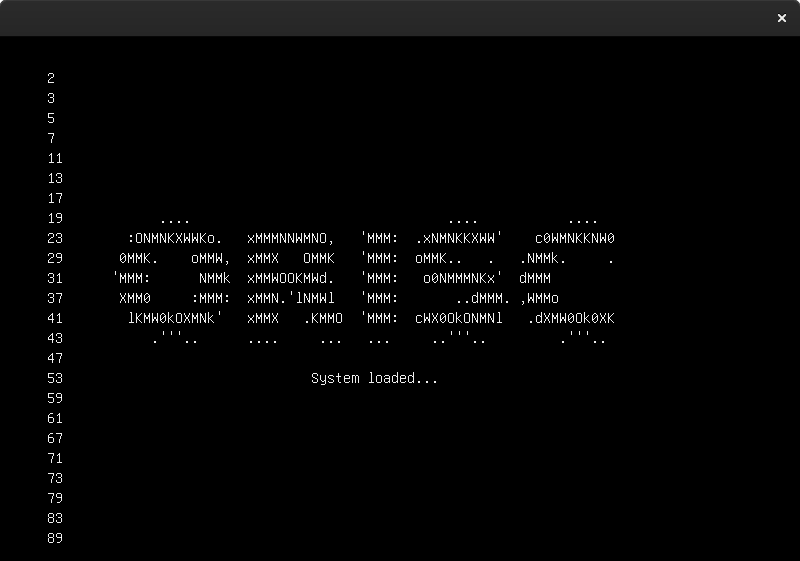 2
3
5
7
11
13
17
19            ....                                ....           ....
23        :ONMNKXWWKo.   xMMMNNWMNO,   'MMM:  .xNMNKKXWW'    c0WMNKKNW0
29       0MMK.    oMMW,  xMMX   OMMK   'MMM:  oMMK..   .   .NMMk.     .
31      'MMM:      NMMk  xMMWOOKMWd.   'MMM:   o0NMMMNKx'  dMMM
37       XMM0     :MMM:  xMMN.'lNMWl   'MMM:       ..dMMM. ,WMMo
41        lKMW0kOXMNk'   xMMX   .KMMO  'MMM:  cWX0OkONMNl   .dXMW0Ok0XK
43           .'''..      ....     ...   ...     ..'''..         .'''..
47
53                               System loaded...
59
61
67
71
73
79
83
89